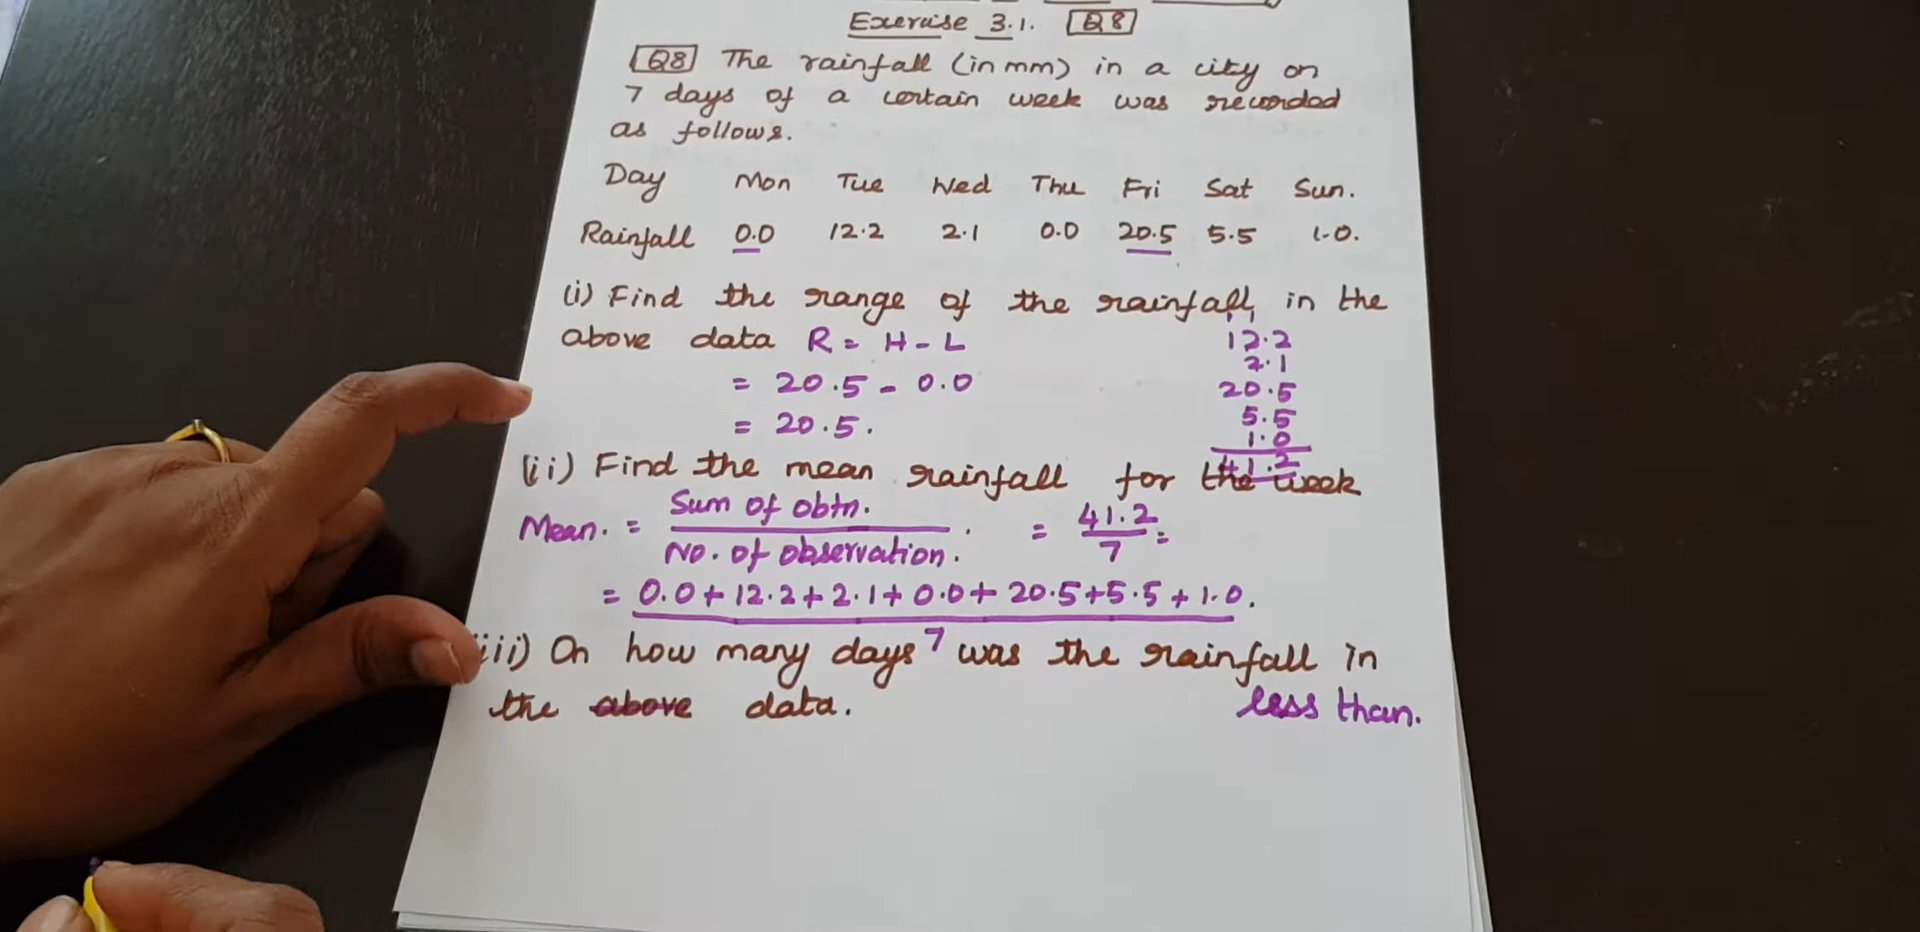 Exercise 3.1. Q8
Q8 The rainfall (in mm) in a city on
7 days of a certain week was recorded
as follows.
Day Mon Tue Wed Thu Fri Sat Sun.
Rainfall 0.0 12.2 2.1 0.0 20.5 5.5 1.0.
(i) Find the range of the rainfall, in the
above data R = H - L
= 20.5 - 0.0
= 20.5.
12.2
2.1
20.5
5.5
1.0
41.2
(ii) Find the mean rainfall for the week
Mean. = Sum of obtn.
No. of observation.
= 41.2
7 =
= 0.0+12.2+2.1+0.0+20.5+5.5+1.0.
7
(iii) On how many days was the rainfall in
the above data. less than.